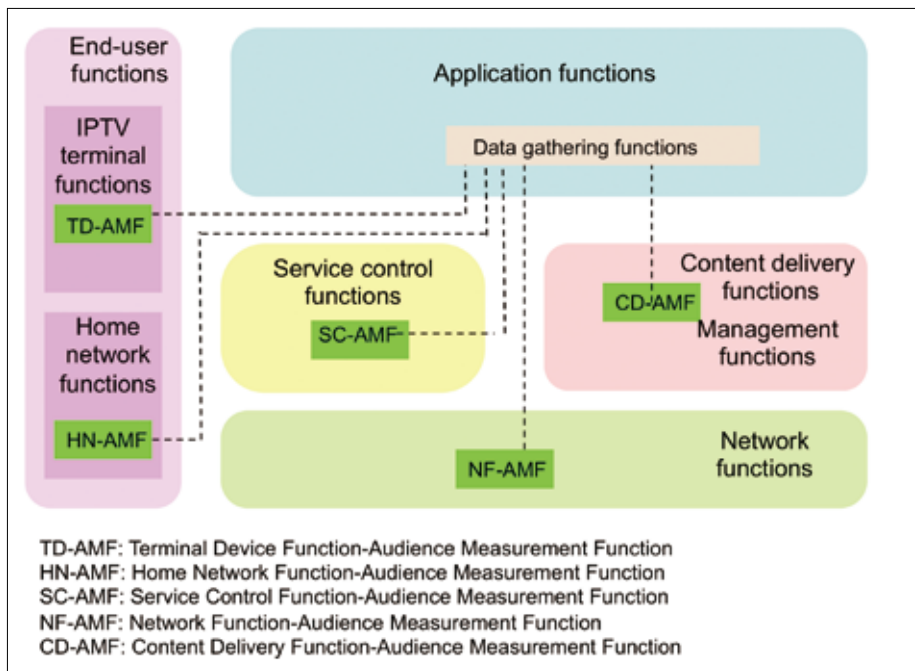 End-user
functions
IPTV
terminal
functions
TD-AMF
Home
network
functions
HN-AMF
Application functions
Data gathering functions
Service control
functions
SC-AMF
Content delivery
functions
CD-AMF
Management
functions
Network
functions
NF-AMF
TD-AMF: Terminal Device Function-Audience Measurement Function
HN-AMF: Home Network Function-Audience Measurement Function
SC-AMF: Service Control Function-Audience Measurement Function
NF-AMF: Network Function-Audience Measurement Function
CD-AMF: Content Delivery Function-Audience Measurement Function